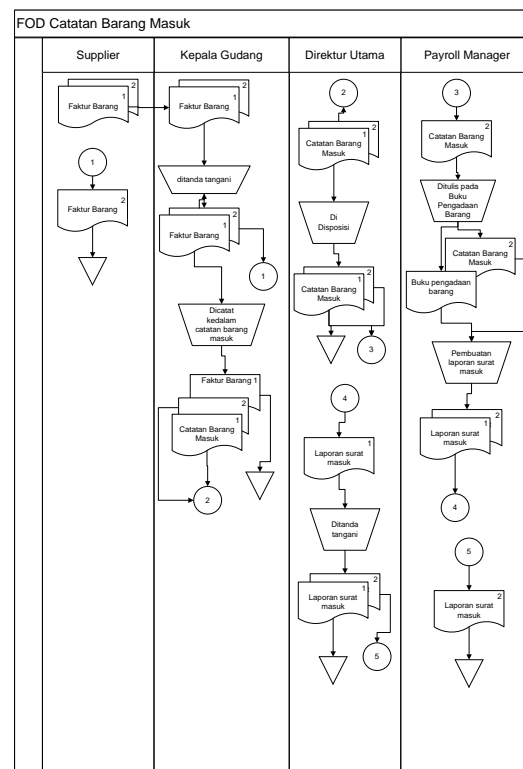 FOD Catatan Barang Masuk
Supplier
Kepala Gudang
Direktur Utama
Payroll Manager
2
1
Faktur Barang
1
2
Faktur Barang
2
1
Faktur Barang
ditanda tangani
2
1
Faktur Barang
1
Dicatat
kedalam
catatan barang
masuk
Faktur Barang 1
2
1
Catatan Barang
Masuk
2
2
2
1
Catatan Barang
Masuk
Di
Disposisi
2
1
Catatan Barang
Masuk
3
4
1
Laporan surat
masuk
Ditanda
tangani
2
1
Laporan surat
masuk
5
3
2
Catatan Barang
Masuk
Ditulis pada
Buku
Pengadaan
Barang
2
Catatan Barang
Masuk
Buku pengadaan
barang
Pembuatan
laporan surat
masuk
2
1
Laporan surat
masuk
4
5
2
Laporan surat
masuk